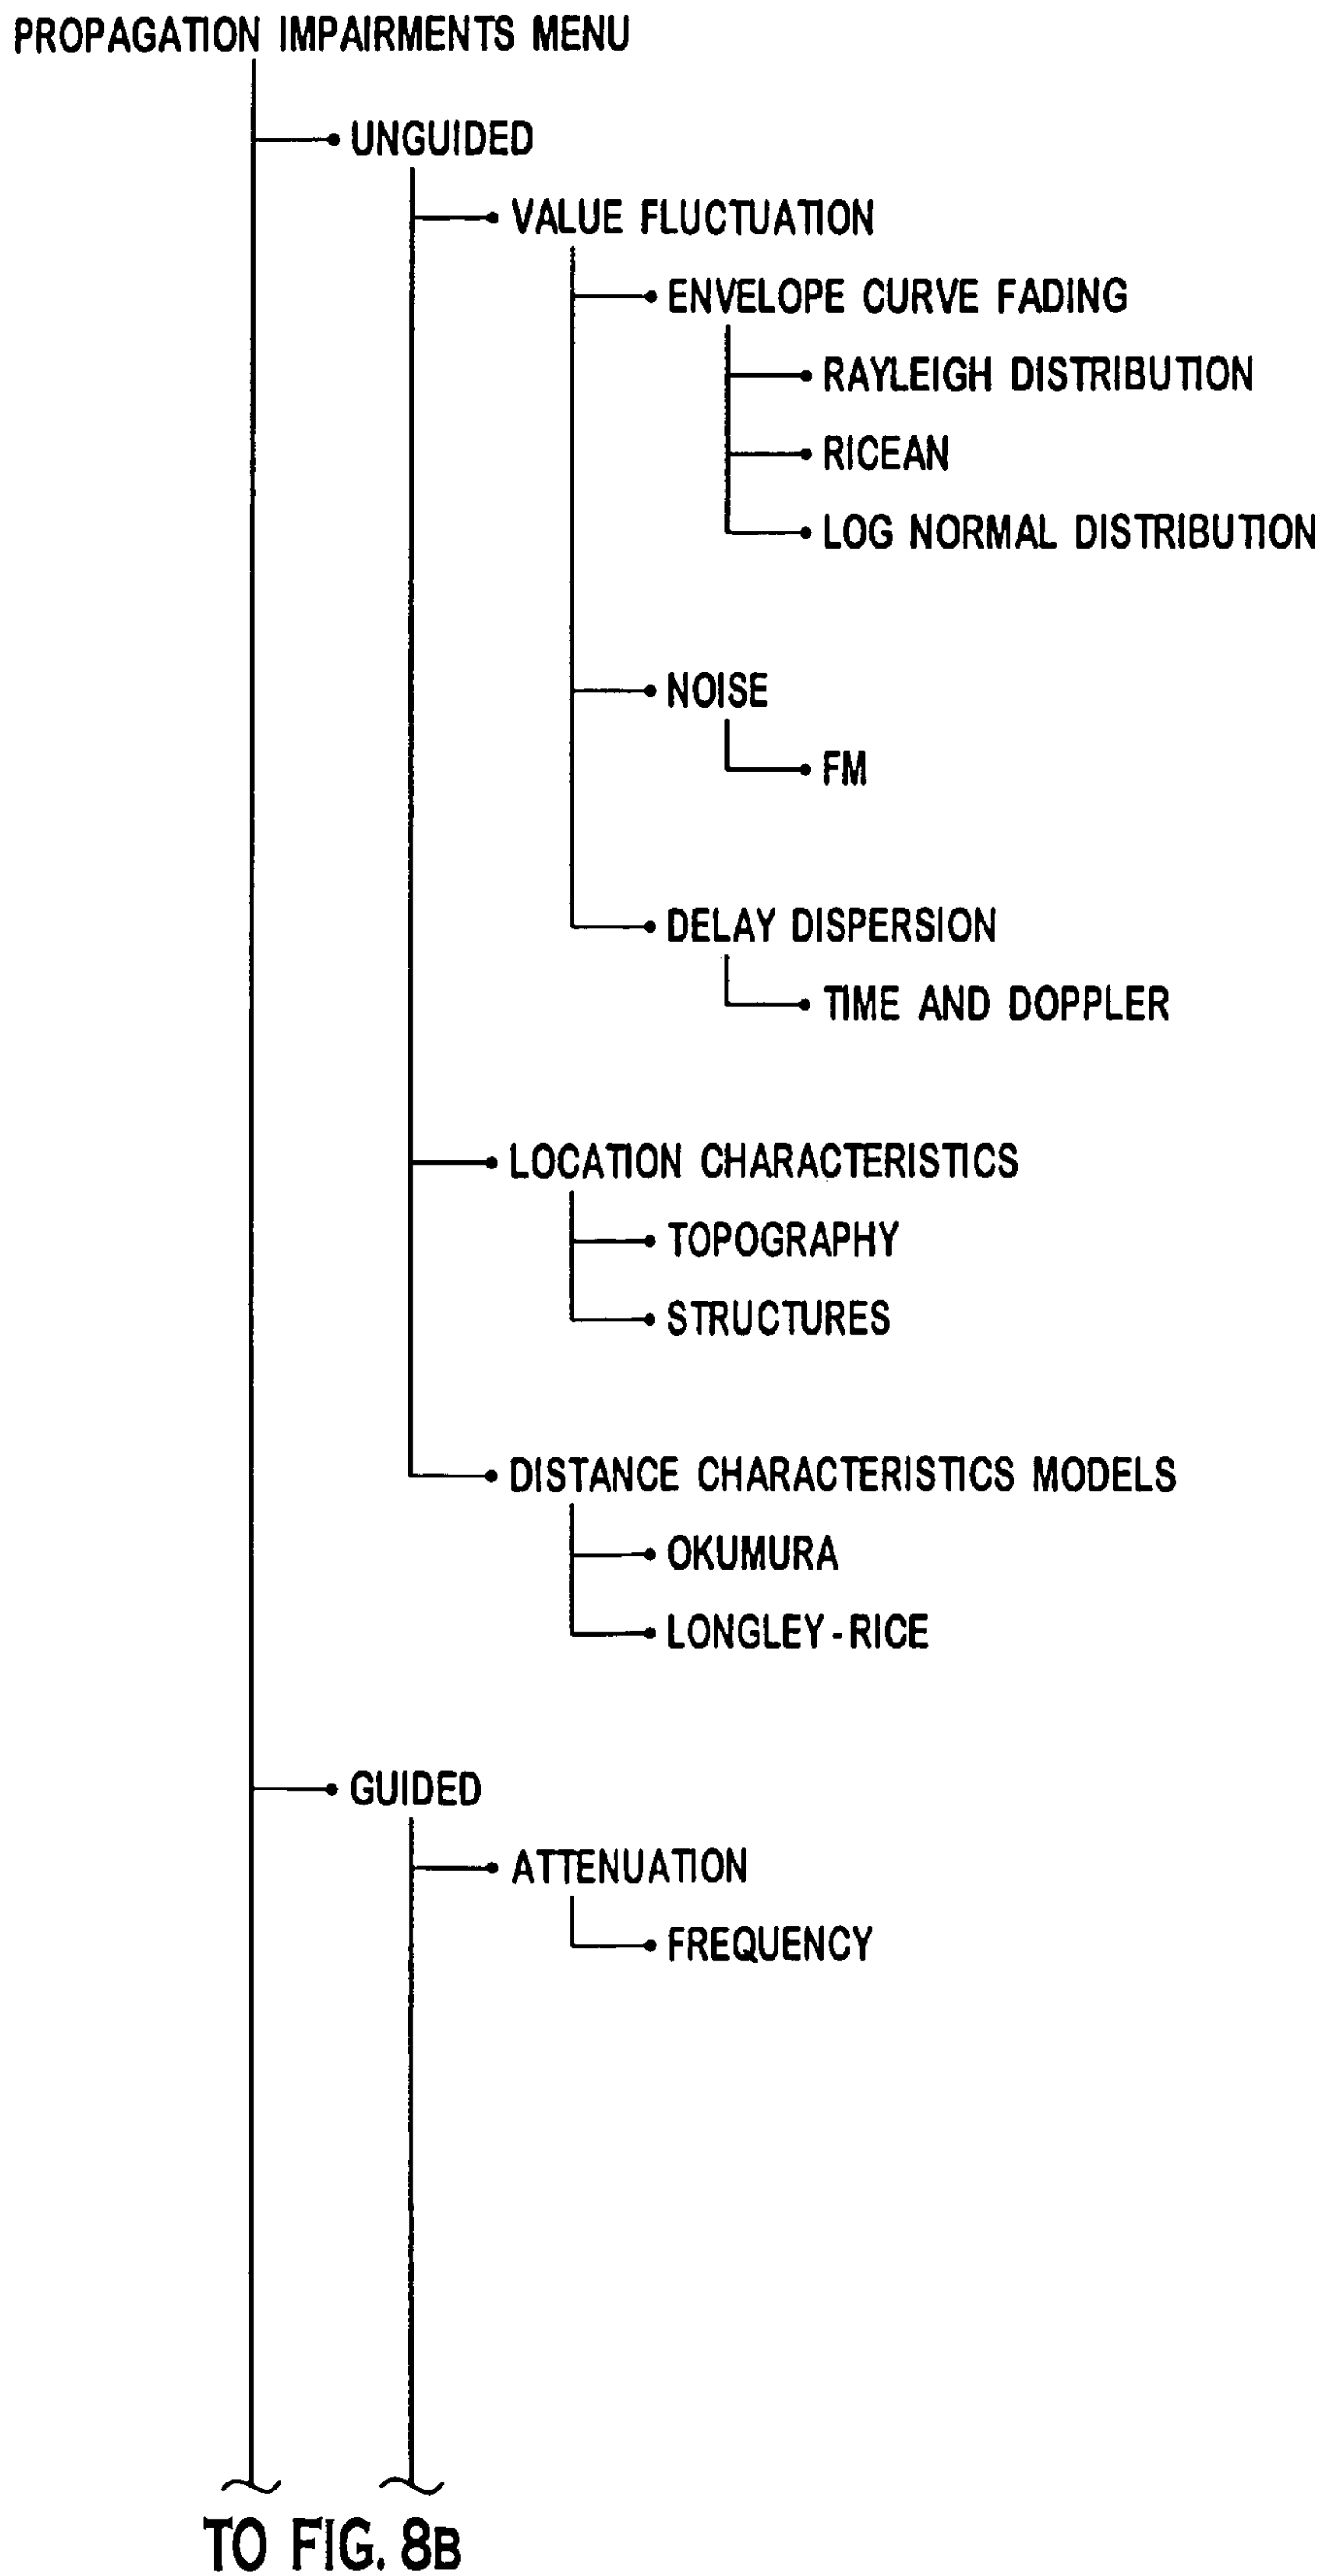 PROPAGATION IMPAIRMENTS MENU
UNGUIDED
VALUE FLUCTUATION
ENVELOPE CURVE FADING
RAYLEIGH DISTRIBUTION
RICEAN
LOG NORMAL DISTRIBUTION
NOISE
FM
DELAY DISPERSION
TIME AND DOPPLER
LOCATION CHARACTERISTICS
TOPOGRAPHY
STRUCTURES
DISTANCE CHARACTERISTICS MODELS
OKUMURA
LONGLEY-RICE
GUIDED
ATTENUATION
FREQUENCY
TO FIG. 8B